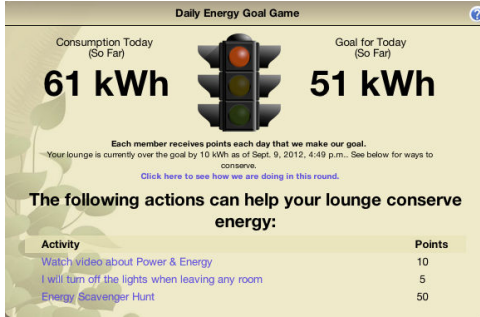 Daily Energy Goal Game
?
Consumption Today
(So Far)
61 kWh
Goal for Today
(So Far)
51 kWh
Each member receives points each day that we make our goal.
Your lounge is currently over the goal by 10 kWh as of Sept. 9, 2012, 4:49 p.m.. See below for ways to
conserve.
Click here to see how we are doing in this round.
The following actions can help your lounge conserve
energy:
Activity Points
Watch video about Power & Energy 10
I will turn off the lights when leaving any room 5
Energy Scavenger Hunt 50